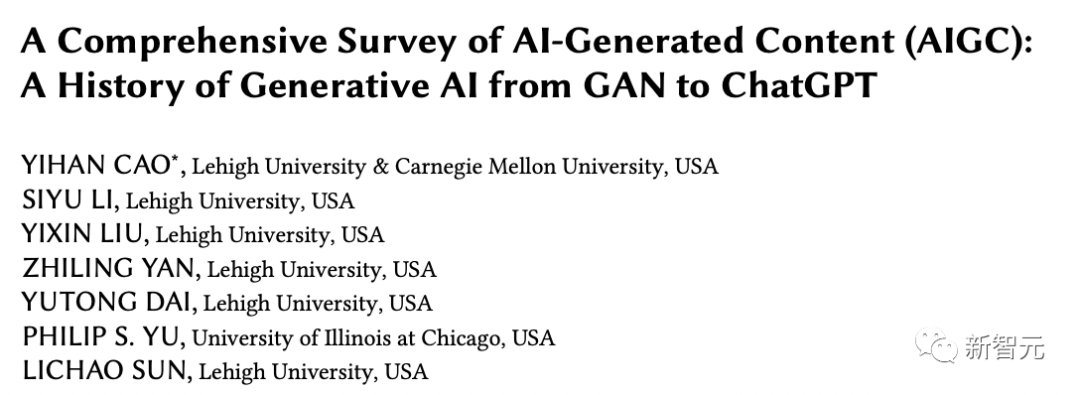 A Comprehensive Survey of AI-Generated Content (AIGC):
A History of Generative AI from GAN to ChatGPT
YIHAN CAO*, Lehigh University & Carnegie Mellon University, USA
SIYU LI, Lehigh University, USA
YIXIN LIU, Lehigh University, USA
ZHILING YAN, Lehigh University, USA
YUTONG DAI, Lehigh University, USA
PHILIP S. YU, University of Illinois at Chicago, USA
LICHAO SUN, Lehigh University, USA
新智元